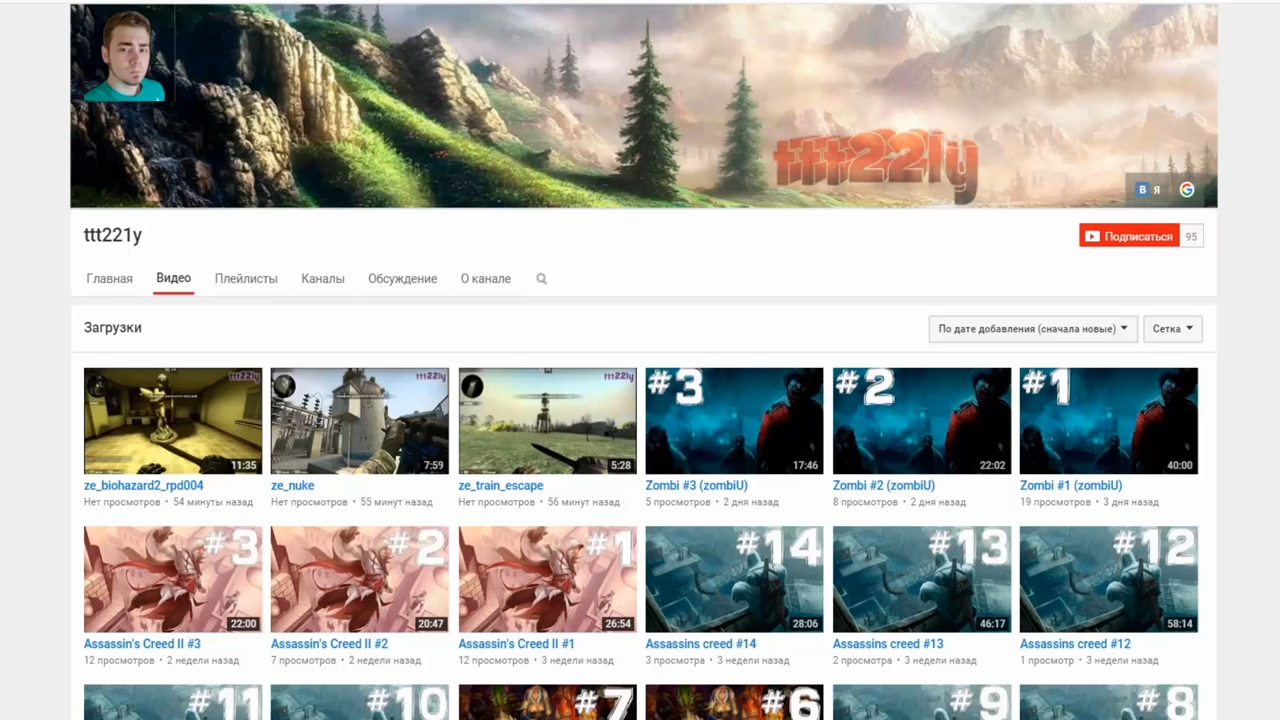 ttt22ly
В Я G
ttt221y
Подписаться 95
Главная Видео Плейлисты Каналы Обсуждение О канале
Загрузки
По дате добавления (сначала новые) Сетка
ttt22ly ttt22ly ttt22ly #3 #2 #1
11:35 7:59 5:28 17:46 22:02 40:00
ze_biohazard2_rpd004 ze_nuke ze_train_escape Zombi #3 (zombiU) Zombi #2 (zombiU) Zombi #1 (zombiU)
Нет просмотров • 54 минуты назад Нет просмотров • 55 минут назад Нет просмотров • 56 минут назад 5 просмотров • 2 дня назад 8 просмотров • 2 дня назад 19 просмотров • 3 дня назад
#3 #2 #1 #14 #13 #12
22:00 20:47 26:54 28:06 46:17 58:14
Assassin's Creed II #3 Assassin's Creed II #2 Assassin's Creed II #1 Assassins creed #14 Assassins creed #13 Assassins creed #12
12 просмотров • 2 недели назад 7 просмотров • 2 недели назад 12 просмотров • 3 недели назад 3 просмотра • 3 недели назад 2 просмотра • 3 недели назад 1 просмотр • 3 недели назад
#11 #10 #7 #6 #9 #8